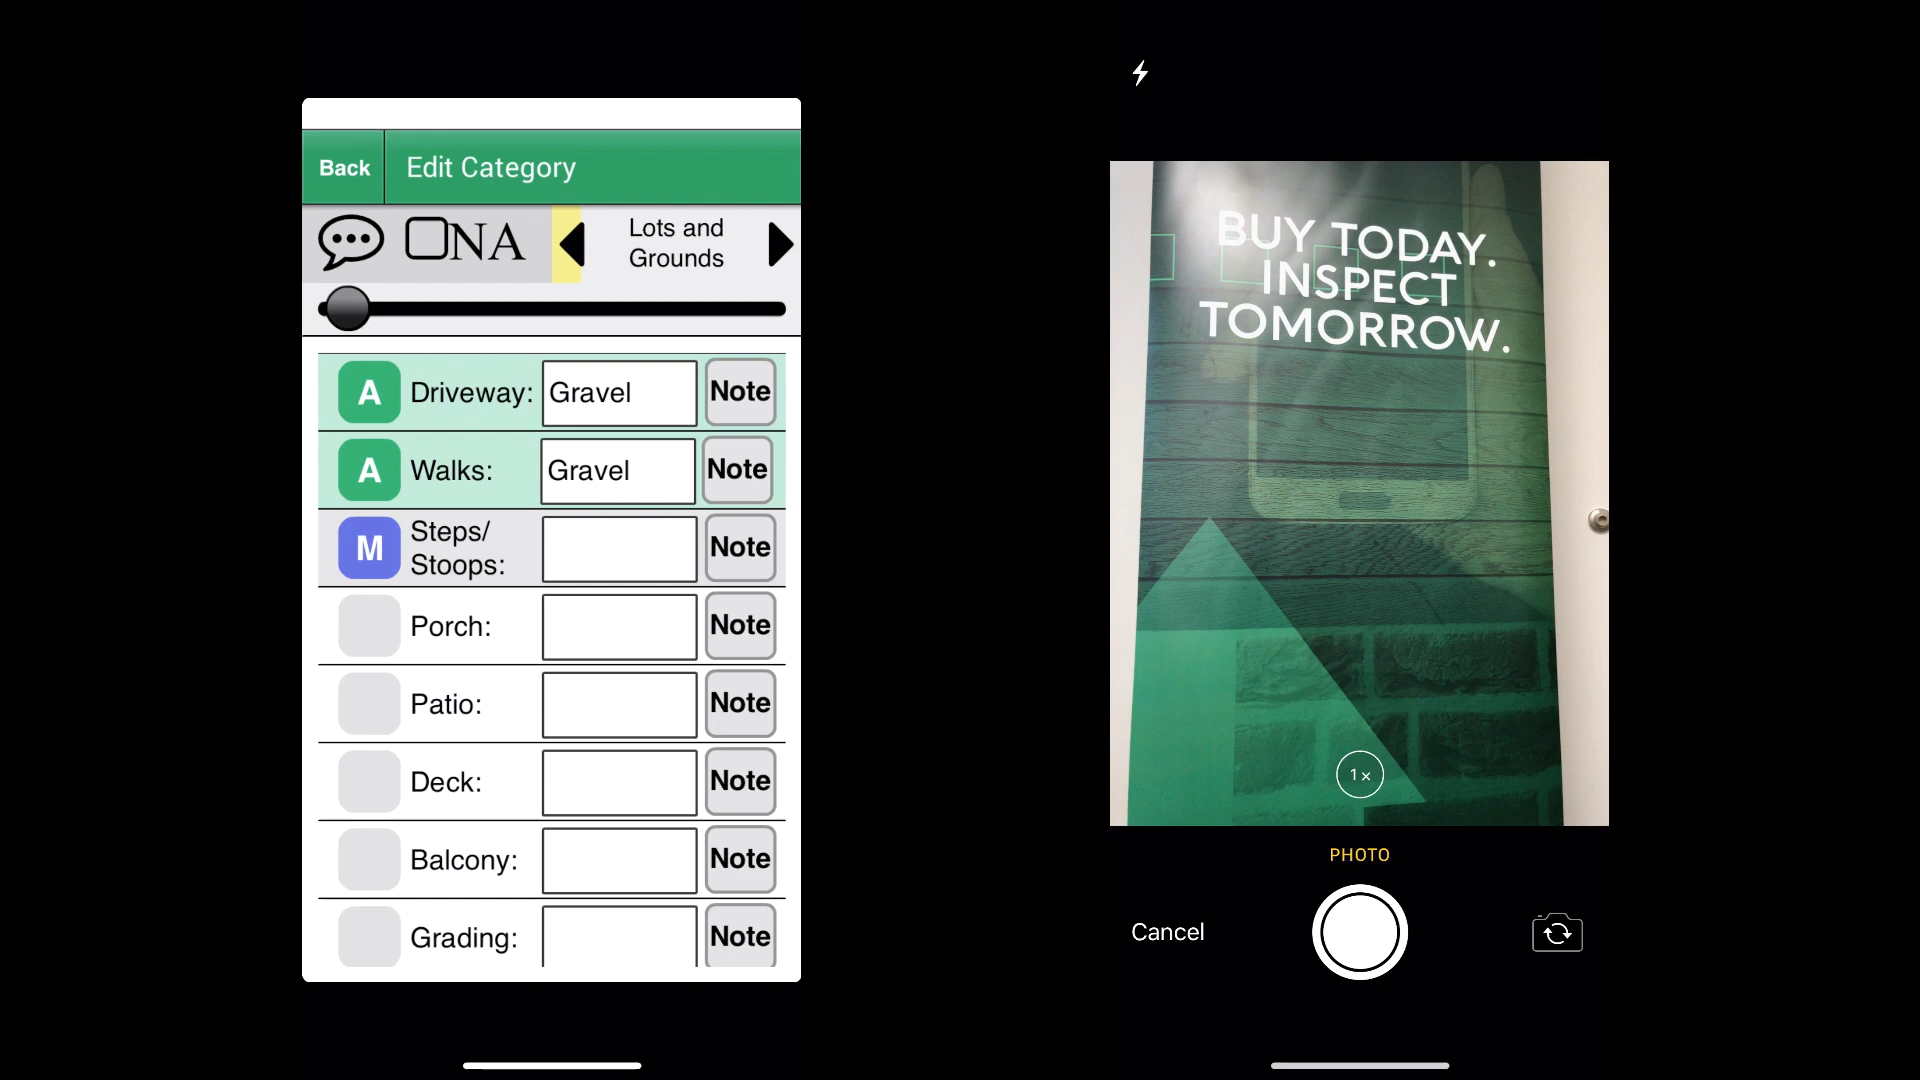 Back
Edit Category
NA
Lots and
Grounds
A Driveway: Gravel Note
A Walks: Gravel Note
M Steps/
Stoops: Note
Porch: Note
Patio: Note
Deck: Note
Balcony: Note
Grading: Note
BUY TODAY.
INSPECT
TOMORROW.
1×
PHOTO
Cancel